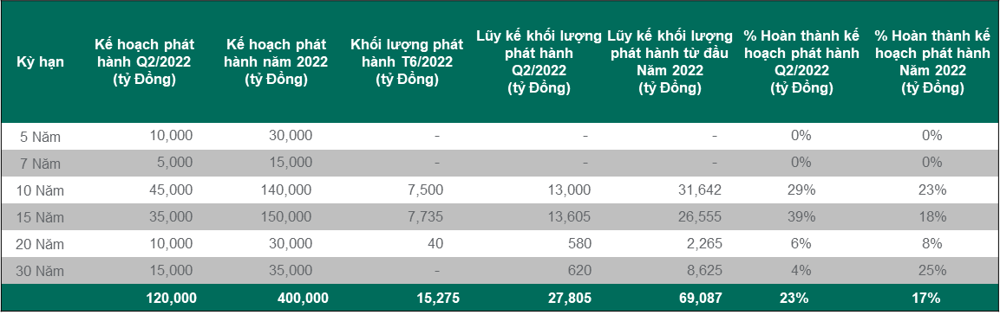 Kỳ hạn
Kế hoạch phát
hành Q2/2022
(tỷ Đồng)
Kế hoạch phát
hành năm 2022
(tỷ Đồng)
Khối lượng phát
hành T6/2022
(tỷ Đồng)
Lũy kế khối lượng
phát hành
Q2/2022
(tỷ Đồng)
Lũy kế khối lượng
phát hành từ đầu
Năm 2022
(tỷ Đồng)
% Hoàn thành kế
hoạch phát hành
Q2/2022
(tỷ Đồng)
% Hoàn thành kế
hoạch phát hành
Năm 2022
(tỷ Đồng)
5 Năm 10,000 30,000 - - - 0% 0%
7 Năm 5,000 15,000 - - - 0% 0%
10 Năm 45,000 140,000 7,500 13,000 31,642 29% 23%
15 Năm 35,000 150,000 7,735 13,605 26,555 39% 18%
20 Năm 10,000 30,000 40 580 2,265 6% 8%
30 Năm 15,000 35,000 - 620 8,625 4% 25%
120,000 400,000 15,275 27,805 69,087 23% 17%